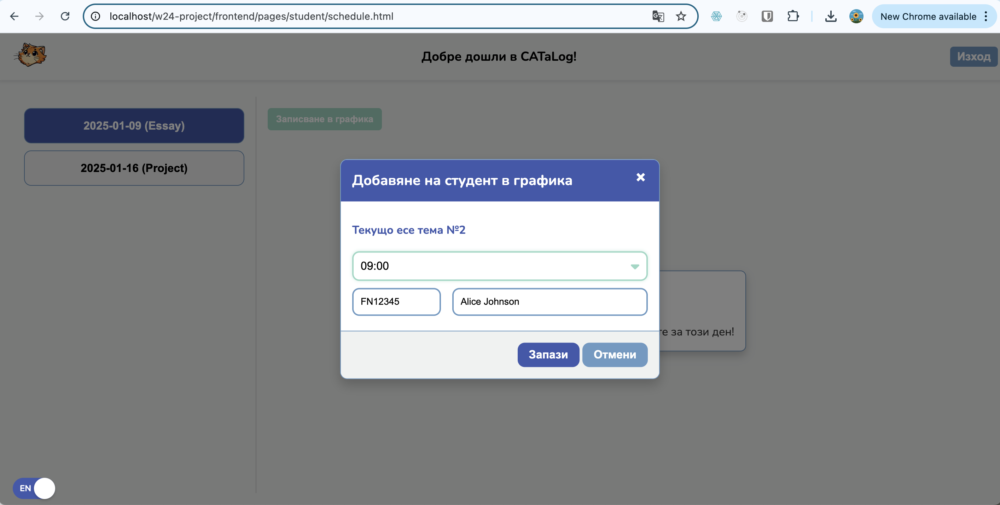 localhost/w24-project/frontend/pages/student/schedule.html
New Chrome available
Добре дошли в CATaLog!
Изход
2025-01-09 (Essay)
2025-01-16 (Project)
Записване в графика
Добавяне на студент в графика
Текущо есе тема №2
09:00
FN12345
Alice Johnson
за този ден!
Запази
Отмени
EN